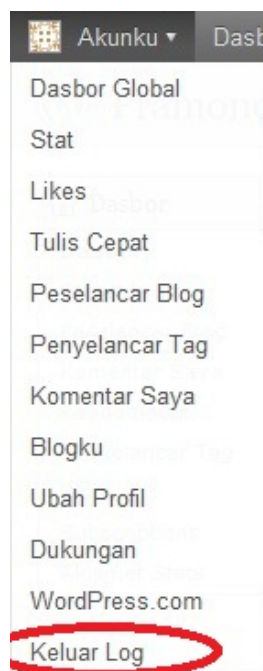 Akunku ▾ Dasb
Dasbor Global
Stat
Likes
Tulis Cepat
Peselancar Blog
Penyelancar Tag
Komentar Saya
Blogku
Ubah Profil
Dukungan
WordPress.com
Keluar Log